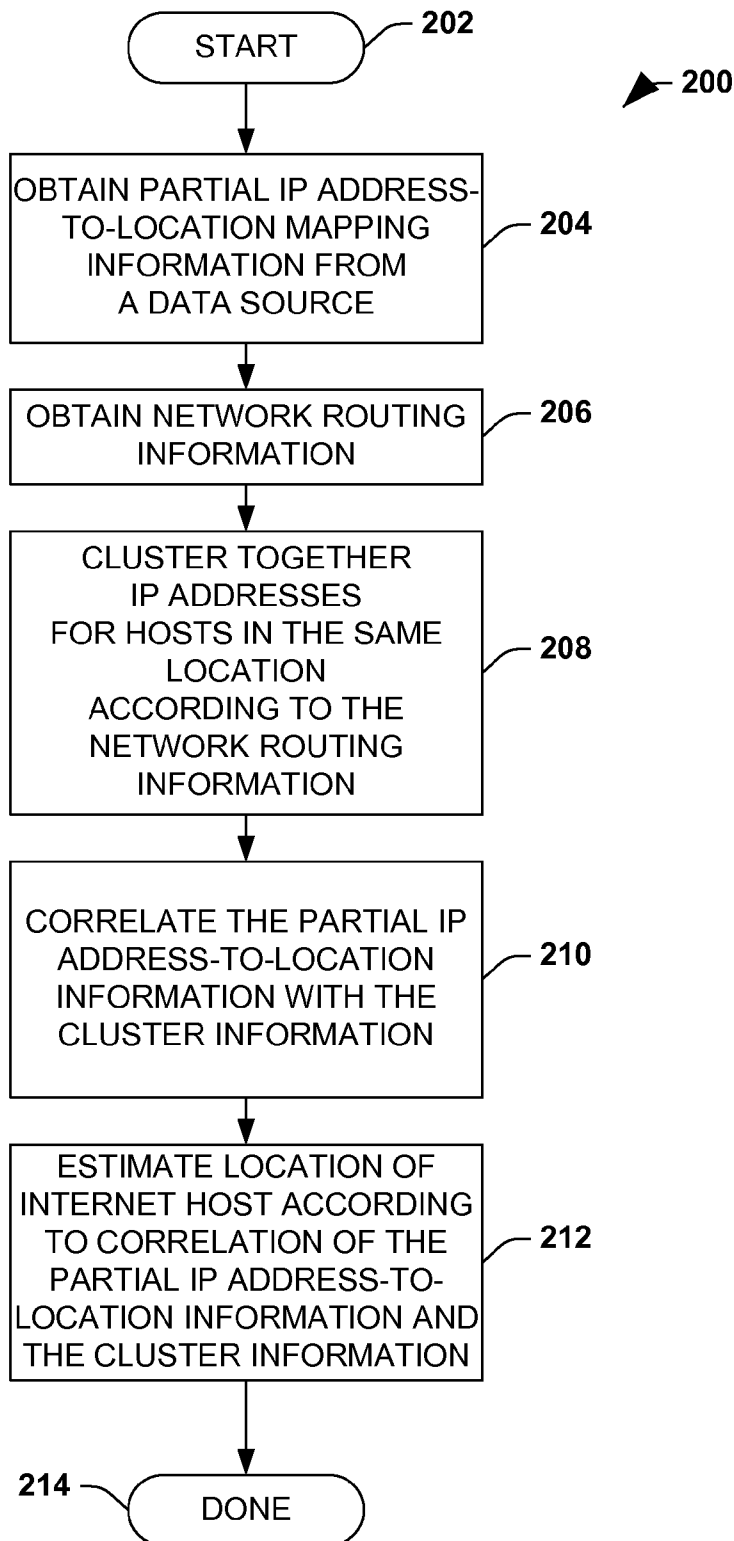 START
202
200
OBTAIN PARTIAL IP ADDRESS-
TO-LOCATION MAPPING
INFORMATION FROM
A DATA SOURCE
204
OBTAIN NETWORK ROUTING
INFORMATION
206
CLUSTER TOGETHER
IP ADDRESSES
FOR HOSTS IN THE SAME
LOCATION
ACCORDING TO THE
NETWORK ROUTING
INFORMATION
208
CORRELATE THE PARTIAL IP
ADDRESS-TO-LOCATION
INFORMATION WITH THE
CLUSTER INFORMATION
210
ESTIMATE LOCATION OF
INTERNET HOST ACCORDING
TO CORRELATION OF THE
PARTIAL IP ADDRESS-TO-
LOCATION INFORMATION AND
THE CLUSTER INFORMATION
212
214
DONE